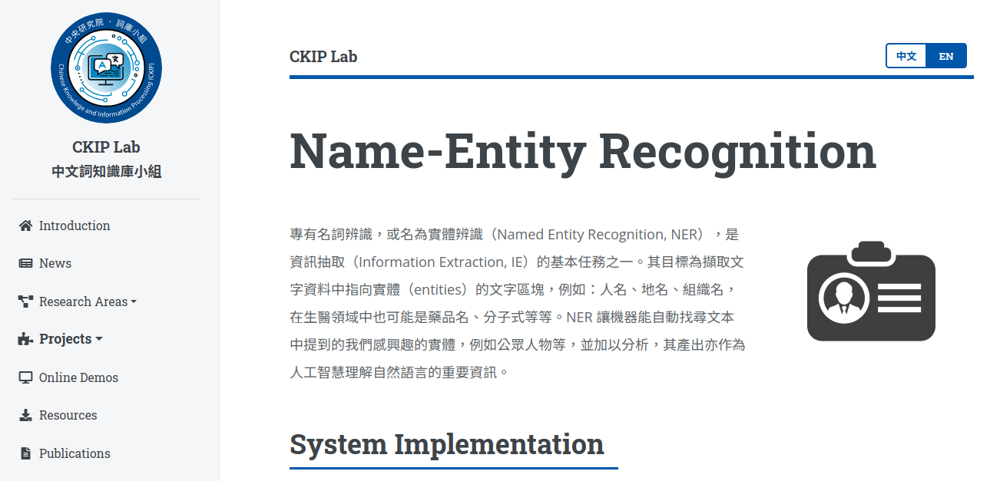 中央研究院 · 詞庫小組
Chinese Knowlege and Information Processing (CKIP)
A 文
CKIP Lab
中文詞知識庫小組
Introduction
News
Research Areas
Projects
Online Demos
Resources
Publications
CKIP Lab
中文 EN
Name-Entity Recognition
專有名詞辨識，或名為實體辨識（Named Entity Recognition, NER），是
資訊抽取（Information Extraction, IE）的基本任務之一。其目標為擷取文
字資料中指向實體（entities）的文字區塊，例如：人名、地名、組織名，
在生醫領域中也可能是藥品名、分子式等等。NER 讓機器能自動找尋文本
中提到的我們感興趣的實體，例如公眾人物等，並加以分析，其產出亦作為
人工智慧理解自然語言的重要資訊。
System Implementation